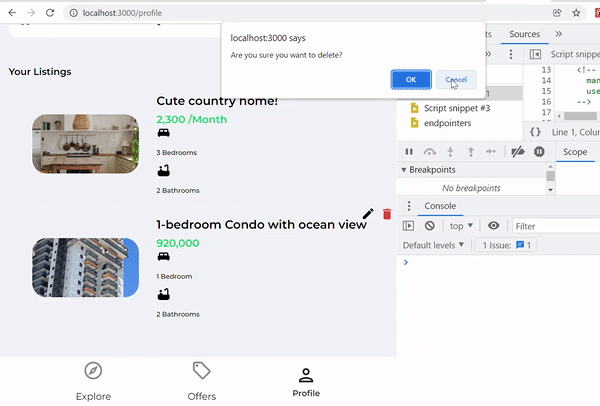 localhost:3000/profile
localhost:3000 says
Are you sure you want to delete?
OK
Cancel
Sources
Script snippet #3
endpointers
Script snippet
13
14
15
16
17
<!--
man
use
-->
{}
Line 1, Column
Scope
Breakpoints
No breakpoints
Console
top
Filter
Default levels
1 Issue:
1
>
Your Listings
Cute country home!
2,300 /Month
3 Bedrooms
2 Bathrooms
1-bedroom Condo with ocean view
920,000
1 Bedroom
2 Bathrooms
Explore
Offers
Profile